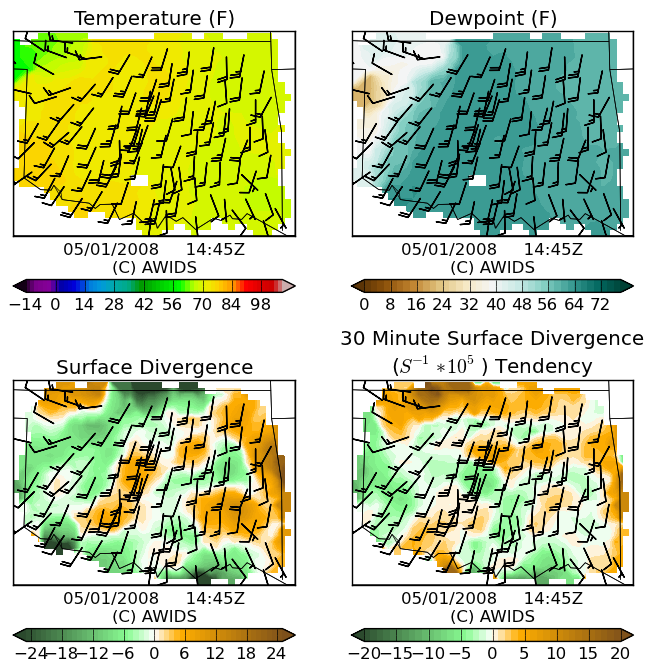 Temperature (F)
Dewpoint (F)
05/01/2008 14:45Z
(C) AWIDS
05/01/2008 14:45Z
(C) AWIDS
−14 0 14 28 42 56 70 84 98
0 8 16 24 32 40 48 56 64 72
Surface Divergence
30 Minute Surface Divergence
(S⁻¹ *10⁵ ) Tendency
05/01/2008 14:45Z
(C) AWIDS
05/01/2008 14:45Z
(C) AWIDS
−24 −18 −12 −6 0 6 12 18 24
−20 −15 −10 −5 0 5 10 15 20